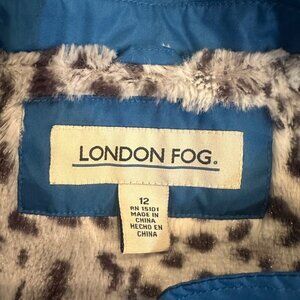 LONDON FOG®
12
RN 15101
MADE IN
CHINA
HECHO EN
CHINA